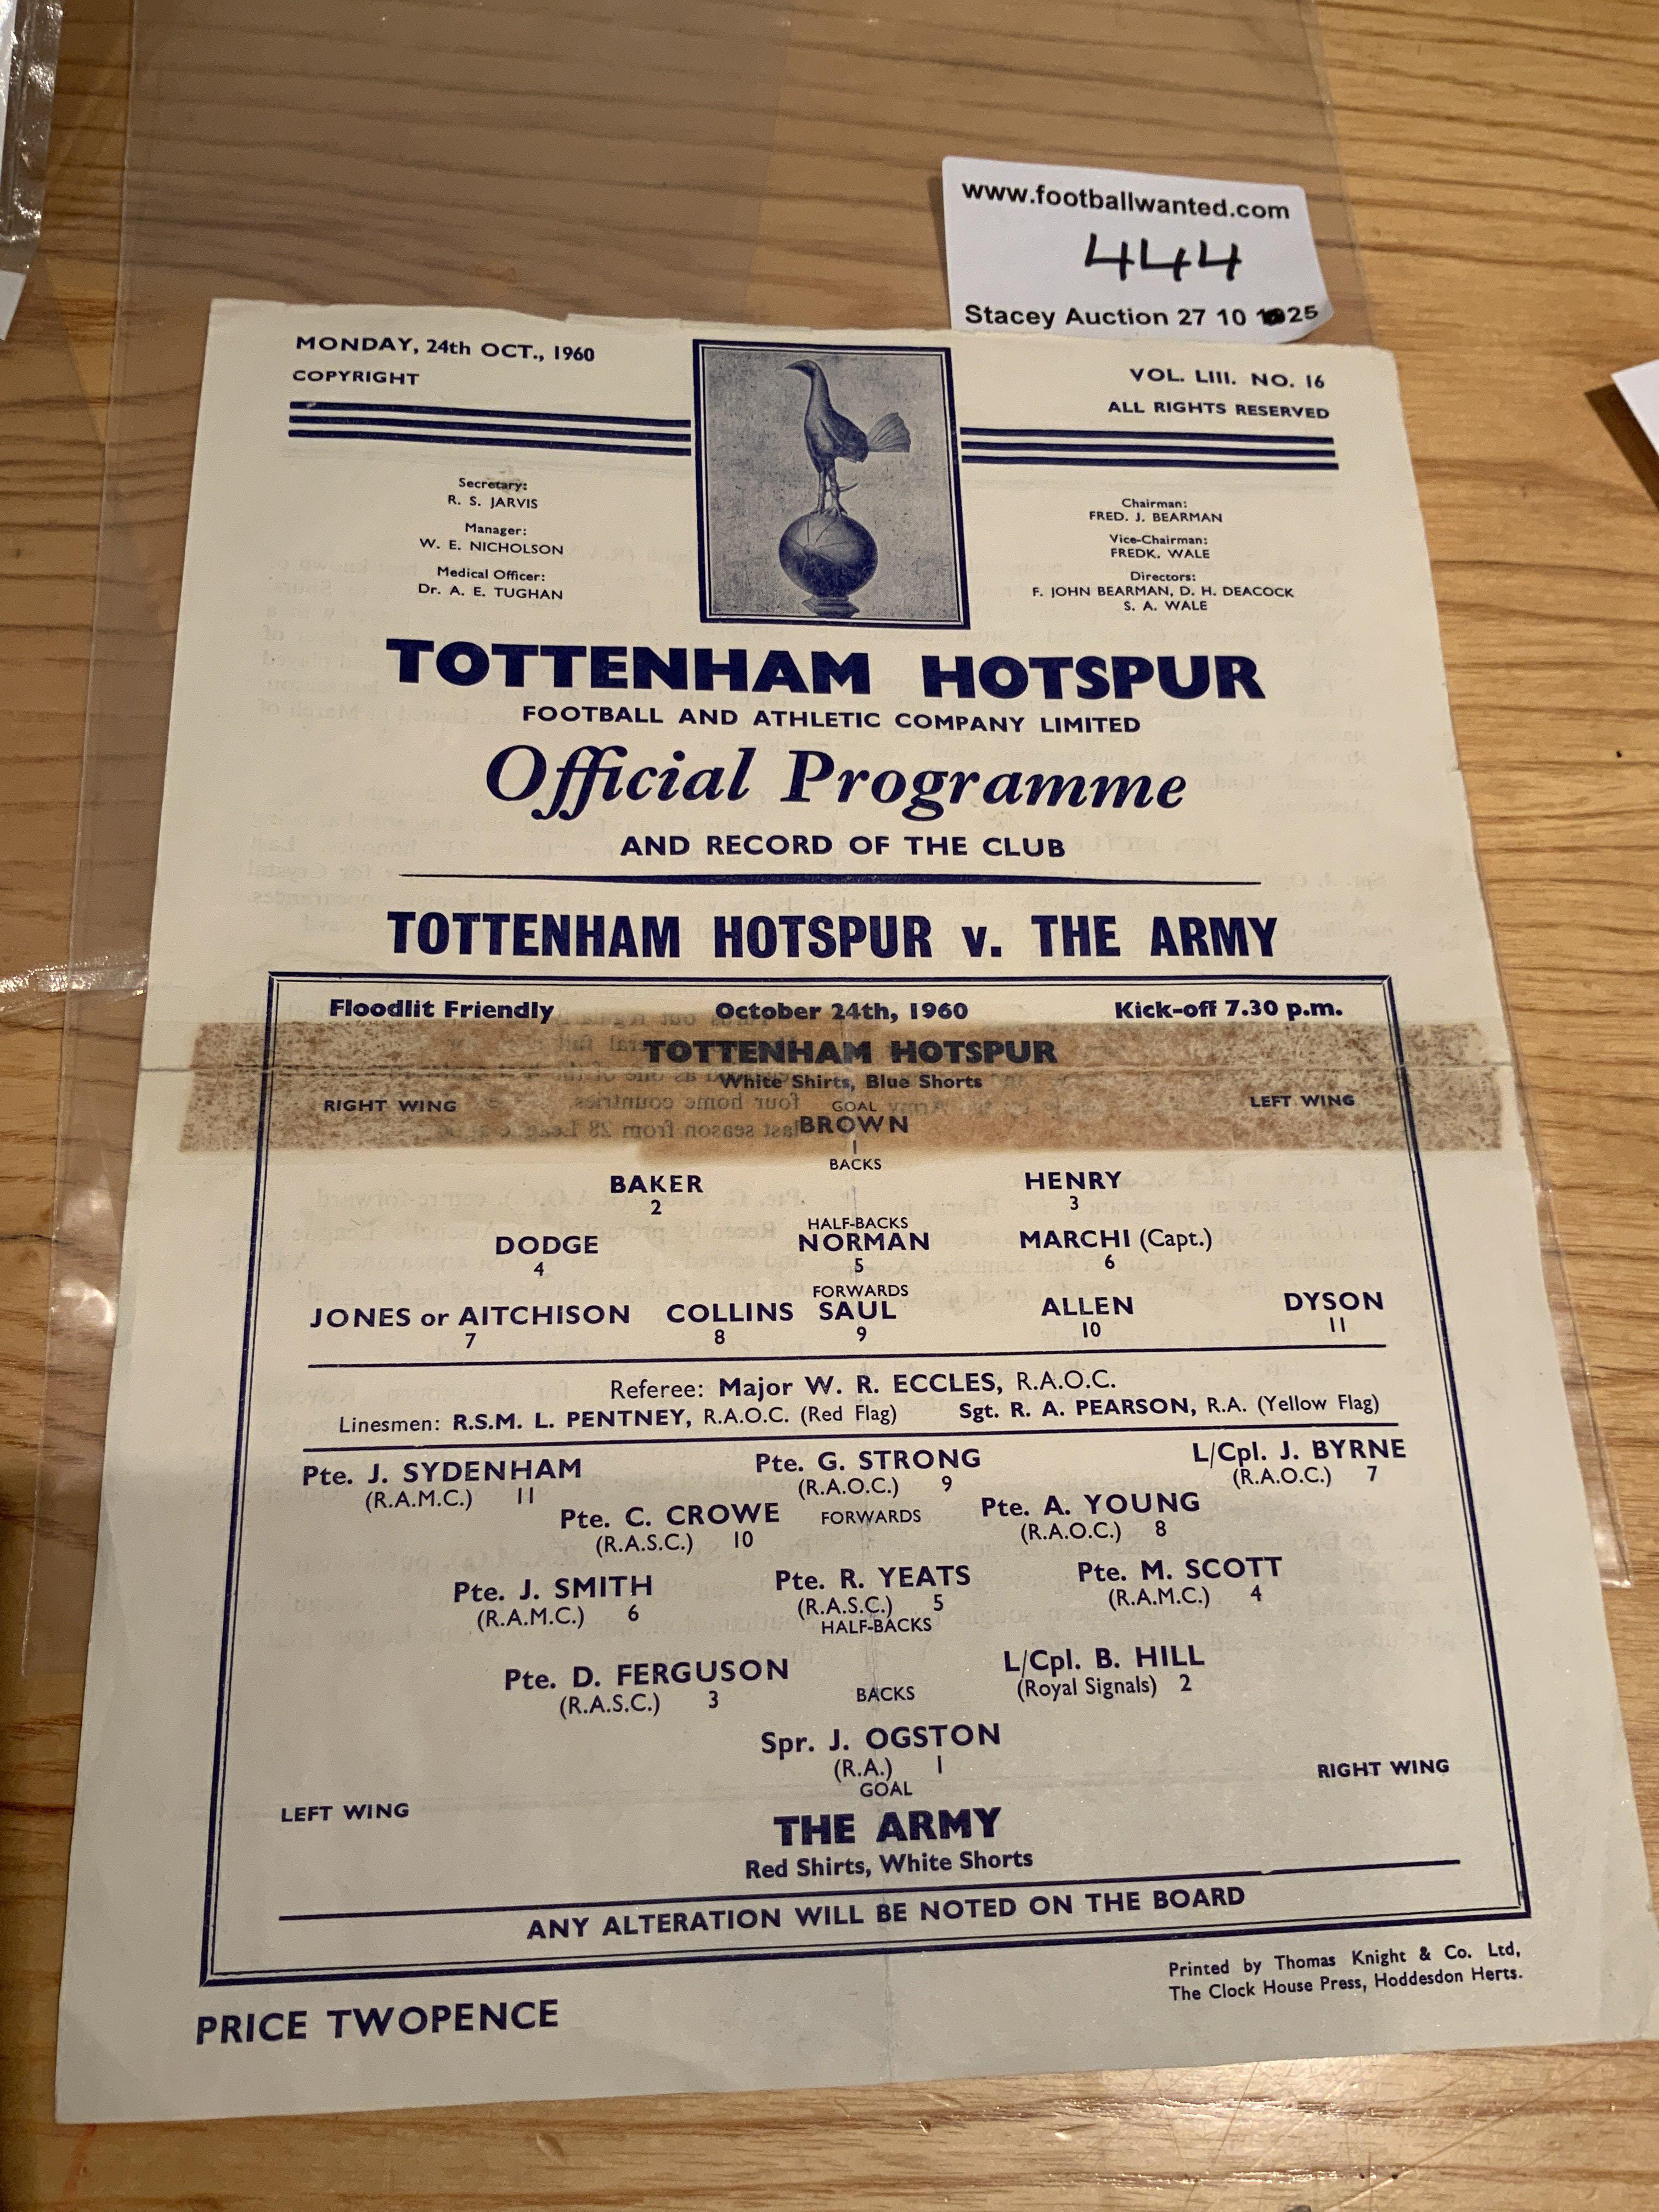 www.footballwanted.com
444
Stacey Auction 27 10 25
MONDAY, 24th OCT., 1960
COPYRIGHT
VOL. LIII. NO. 16
ALL RIGHTS RESERVED
Secretary:
R. S. JARVIS
Manager:
W. E. NICHOLSON
Medical Officer:
Dr. A. E. TUGHAN
Chairman:
FRED. J. BEARMAN
Vice-Chairman:
FREDK. WALE
Directors:
F. JOHN BEARMAN, D. H. DEACOCK
S. A. WALE
TOTTENHAM HOTSPUR
FOOTBALL AND ATHLETIC COMPANY LIMITED
Official Programme
AND RECORD OF THE CLUB
TOTTENHAM HOTSPUR v. THE ARMY
Floodlit Friendly October 24th, 1960 Kick-off 7.30 p.m.
TOTTENHAM HOTSPUR
White Shirts, Blue Shorts
RIGHT WING GOAL LEFT WING
BROWN
1
BACKS
BAKER HENRY
2 3
HALF-BACKS
DODGE NORMAN MARCHI (Capt.)
4 5 6
FORWARDS
JONES or AITCHISON COLLINS SAUL ALLEN DYSON
7 8 9 10 11
Referee: Major W. R. ECCLES, R.A.O.C.
Linesmen: R.S.M. L. PENTNEY, R.A.O.C. (Red Flag) Sgt. R. A. PEARSON, R.A. (Yellow Flag)
Pte. J. SYDENHAM Pte. G. STRONG L/Cpl. J. BYRNE
(R.A.M.C.) 11 (R.A.O.C.) 9 (R.A.O.C.) 7
Pte. C. CROWE FORWARDS Pte. A. YOUNG
(R.A.S.C.) 10 (R.A.O.C.) 8
Pte. J. SMITH Pte. R. YEATS Pte. M. SCOTT
(R.A.M.C.) 6 (R.A.S.C.) 5 (R.A.M.C.) 4
HALF-BACKS
Pte. D. FERGUSON L/Cpl. B. HILL
(R.A.S.C.) 3 BACKS (Royal Signals) 2
Spr. J. OGSTON
(R.A.) 1
GOAL
LEFT WING RIGHT WING
THE ARMY
Red Shirts, White Shorts
ANY ALTERATION WILL BE NOTED ON THE BOARD
Printed by Thomas Knight & Co. Ltd,
The Clock House Press, Hoddesdon Herts.
PRICE TWOPENCE